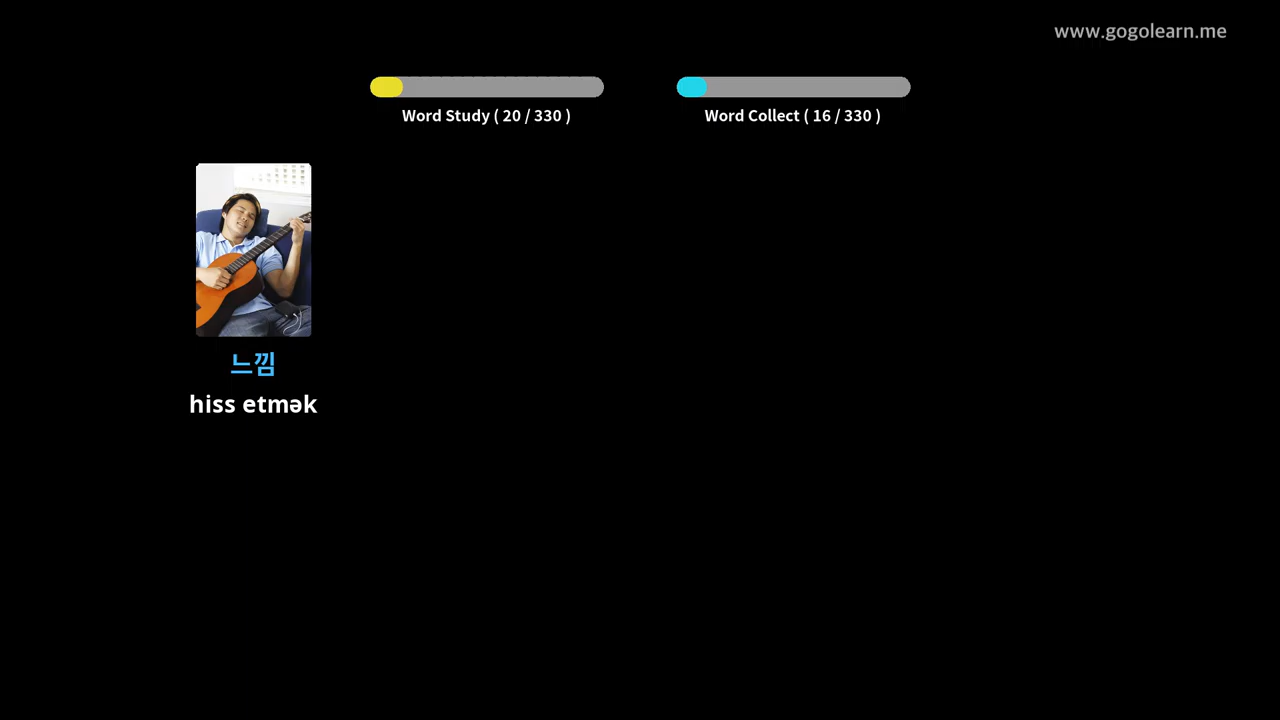 www.gogolearn.me
Word Study ( 20 / 330 )
Word Collect ( 16 / 330 )
느낌
hiss etmək